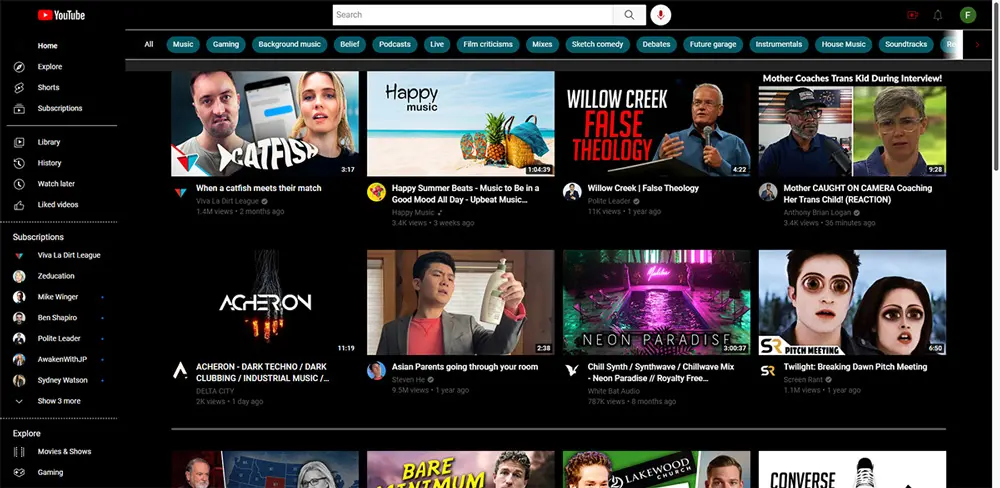 YouTube
Search
F
Home
Explore
Shorts
Subscriptions
Library
History
Watch later
Liked videos
Subscriptions
Viva La Dirt League
Zeducation
Mike Winger
Ben Shapiro
Polite Leader
AwakenWithJP
Sydney Watson
Show 3 more
Explore
Movies & Shows
Gaming
All
Music
Gaming
Background music
Belief
Podcasts
Live
Film criticisms
Mixes
Sketch comedy
Debates
Future garage
Instrumentals
House Music
Soundtracks
CATFISH
3:17
When a catfish meets their match
Viva La Dirt League
1.4M views • 2 months ago
Happy
music
1:04:39
Happy Summer Beats - Music to Be in a
Good Mood All Day - Upbeat Music...
Happy Music
3.4K views • 3 weeks ago
WILLOW CREEK
FALSE
THEOLOGY
4:22
Willow Creek | False Theology
Polite Leader
11K views • 1 year ago
Mother Coaches Trans Kid During Interview!
9:28
Mother CAUGHT ON CAMERA Coaching
Her Trans Child! (REACTION)
Anthony Brian Logan
3.4K views • 36 minutes ago
ACHERON
11:19
ACHERON - DARK TECHNO / DARK
CLUBBING / INDUSTRIAL MUSIC / ...
DELTA CITY
2K views • 1 day ago
2:38
Asian Parents going through your room
Steven He
9.5M views • 1 year ago
NEON PARADISE
3:00:37
Chill Synth / Synthwave / Chillwave Mix
- Neon Paradise // Royalty Free...
White Bat Audio
787K views • 8 months ago
SR
PITCH MEETING
6:50
SR
Twilight: Breaking Dawn Pitch Meeting
Screen Rant
1.1M views • 1 year ago
BARE
MINIMUM
LAKEWOOD
CHURCH
CONVERSE